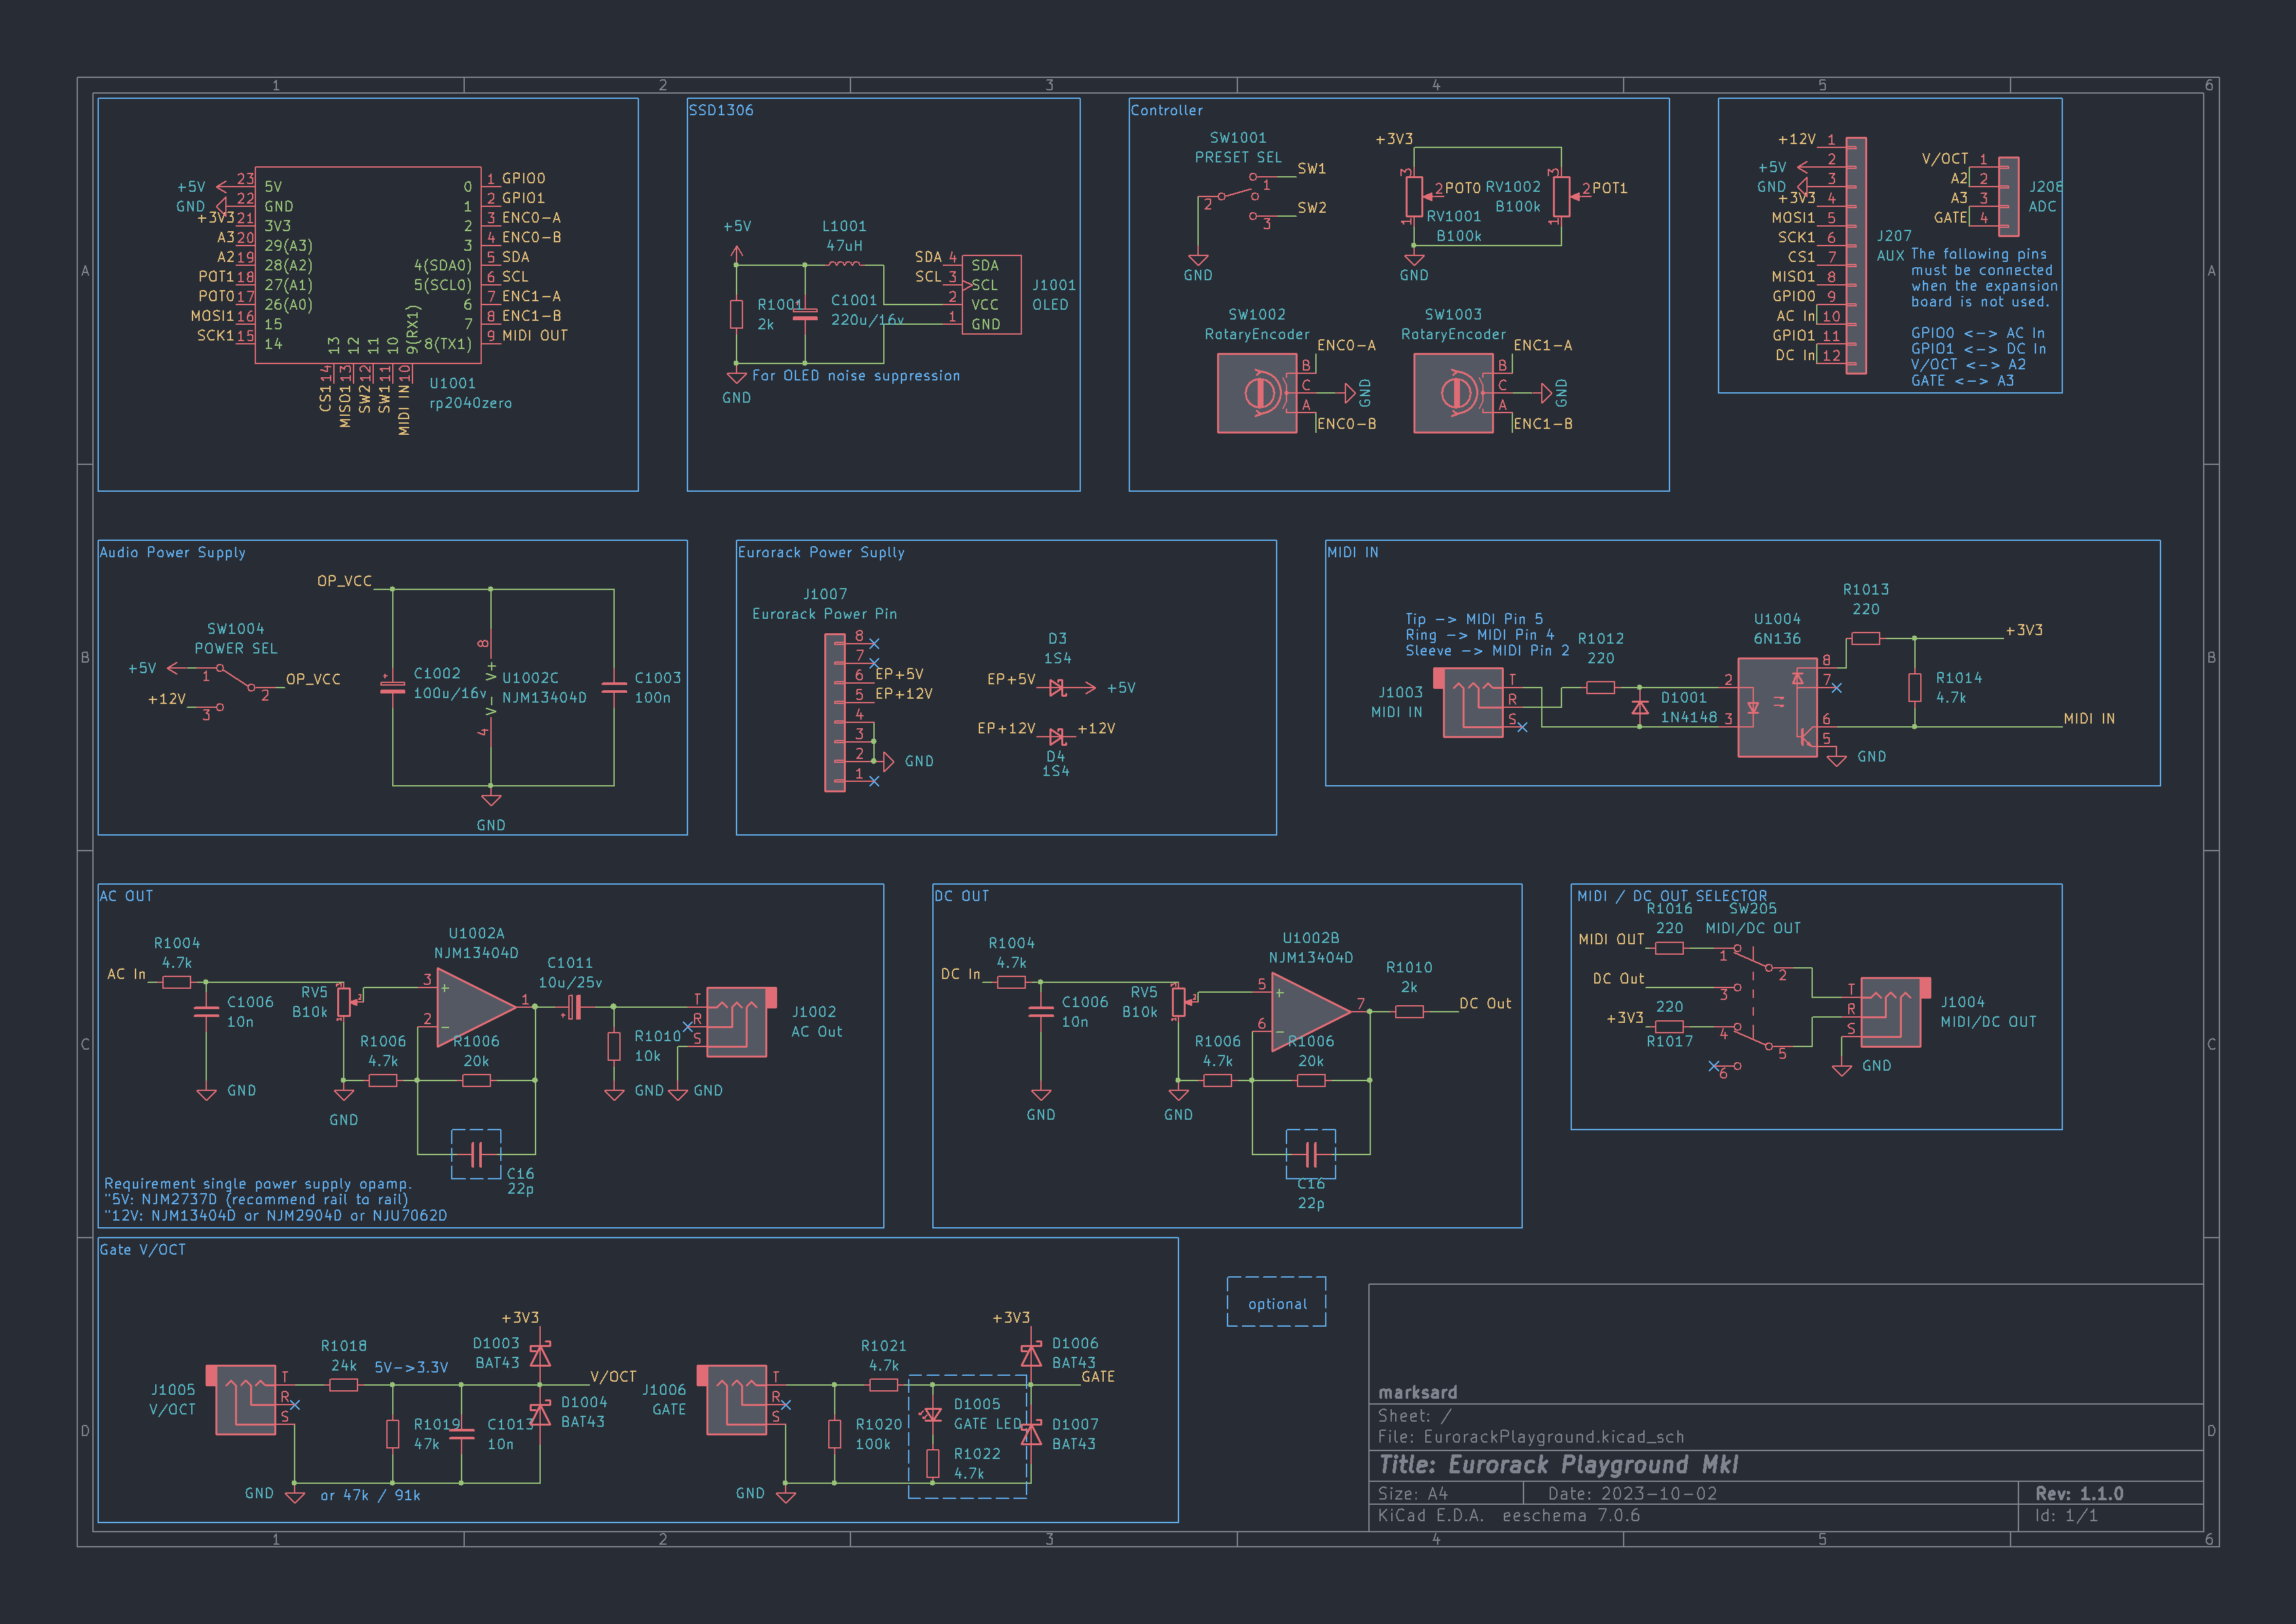 1 2 3 4 5 6
A
B
C
D
+5V
GND
+3V3
A3
A2
POT1
POT0
MOSI1
SCK1
23
22
21
20
19
18
17
16
15
5V
GND
3V3
29(A3)
28(A2)
27(A1)
26(A0)
15
14
0
1
2
3
4(SDA0)
5(SCL0)
6
7
8(TX1)
13
12
11
10
9(RX1)
1 GPIO0
2 GPIO1
3 ENC0-A
4 ENC0-B
5 SDA
6 SCL
7 ENC1-A
8 ENC1-B
9 MIDI OUT
CS1 14
MISO1 13
SW2 12
SW1 11
MIDI IN 10
U1001
rp2040zero
SSD1306
+5V
L1001
47uH
R1001
2k
C1001
220u/16v
SDA 4
SCL 3
2
1
SDA
SCL
VCC
GND
J1001
OLED
For OLED noise suppression
GND
Controller
SW1001
PRESET SEL
SW1
1
2
SW2
3
GND
+3V3
3
2 POT0
1
RV1001
B100k
RV1002
B100k
3
2 POT1
1
GND
SW1002
RotaryEncoder
ENC0-A
B
C
A
GND
ENC0-B
SW1003
RotaryEncoder
ENC1-A
B
C
A
GND
ENC1-B
+12V 1
+5V 2
GND 3
+3V3 4
MOSI1 5
SCK1 6
CS1 7
MISO1 8
GPIO0 9
AC In 10
GPIO1 11
DC In 12
J207
AUX
V/OCT 1
A2 2
A3 3
GATE 4
J208
ADC
The following pins
must be connected
when the expansion
board is not used.
GPIO0 <-> AC In
GPIO1 <-> DC In
V/OCT <-> A2
GATE <-> A3
Audio Power Supply
OP_VCC
SW1004
POWER SEL
+5V
1
2
OP_VCC
+12V
3
C1002
100u/16v
8
V+
V-
4
U1002C
NJM13404D
C1003
100n
GND
Eurorack Power Suplly
J1007
Eurorack Power Pin
8
7
6 EP+5V
5 EP+12V
4
3
2
1
GND
D3
1S4
EP+5V
+5V
EP+12V
+12V
D4
1S4
MIDI IN
Tip -> MIDI Pin 5
Ring -> MIDI Pin 4
Sleeve -> MIDI Pin 2
J1003
MIDI IN
T
R
S
R1012
220
D1001
1N4148
U1004
6N136
2
3
8
7
6
5
R1013
220
+3V3
R1014
4.7k
MIDI IN
GND
AC OUT
AC In
R1004
4.7k
C1006
10n
GND
RV5
B10k
3
2
1
GND
R1006
4.7k
U1002A
NJM13404D
3
2
1
+
-
R1006
20k
C16
22p
C1011
10u/25v
R1010
10k
GND
T
R
S
GND
J1002
AC Out
Requirement single power supply opamp.
"5V: NJM2737D (recommend rail to rail)
"12V: NJM13404D or NJM2904D or NJU7062D
DC OUT
DC In
R1004
4.7k
C1006
10n
GND
RV5
B10k
3
2
1
GND
R1006
4.7k
U1002B
NJM13404D
5
6
7
+
-
R1006
20k
C16
22p
R1010
2k
DC Out
MIDI / DC OUT SELECTOR
R1016
220
SW205
MIDI/DC OUT
MIDI OUT
1
2
DC Out
3
220
+3V3
R1017
4
5
6
T
R
S
GND
J1004
MIDI/DC OUT
Gate V/OCT
J1005
V/OCT
T
R
S
R1018
24k
5V->3.3V
R1019
47k
C1013
10n
+3V3
D1003
BAT43
V/OCT
D1004
BAT43
GND
or 47k / 91k
J1006
GATE
T
R
S
R1021
4.7k
R1020
100k
D1005
GATE LED
R1022
4.7k
+3V3
D1006
BAT43
GATE
D1007
BAT43
GND
optional
marksard
Sheet: /
File: EurorackPlayground.kicad_sch
Title: Eurorack Playground MkI
Size: A4
Date: 2023-10-02
Rev: 1.1.0
KiCad E.D.A. eeschema 7.0.6
Id: 1/1
A
B
C
D
1 2 3 4 5 6